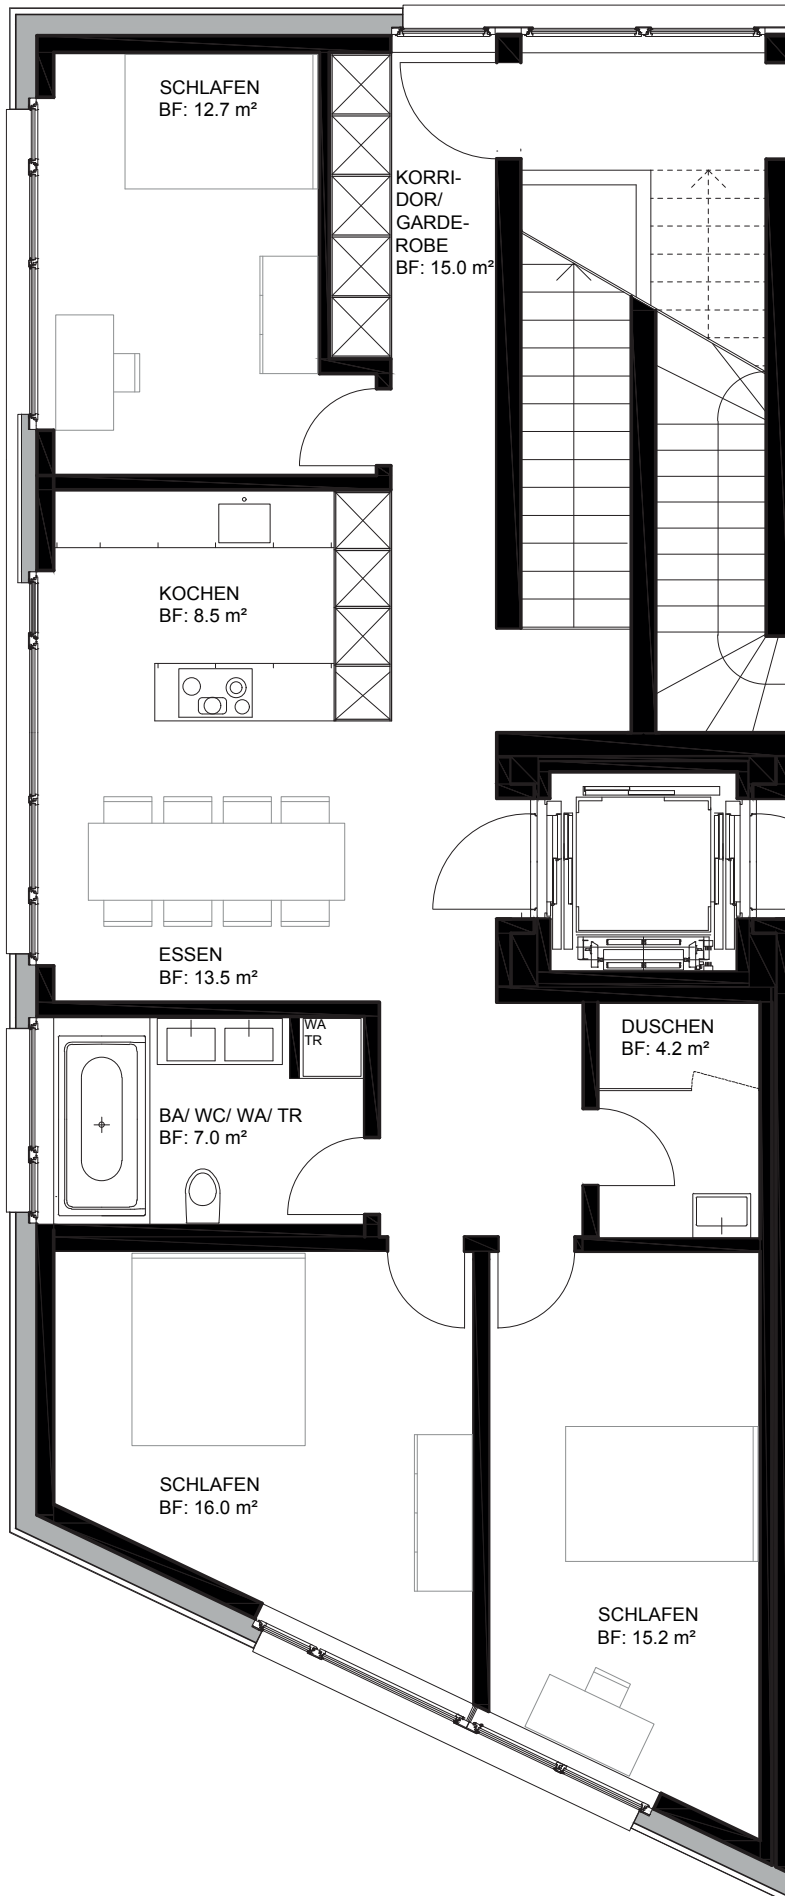 SCHLAFEN
BF: 12.7 m²
KORRI-
DOR/
GARDE-
ROBE
BF: 15.0 m²
KOCHEN
BF: 8.5 m²
ESSEN
BF: 13.5 m²
WA
TR
DUSCHEN
BF: 4.2 m²
BA/ WC/ WA/ TR
BF: 7.0 m²
SCHLAFEN
BF: 16.0 m²
SCHLAFEN
BF: 15.2 m²